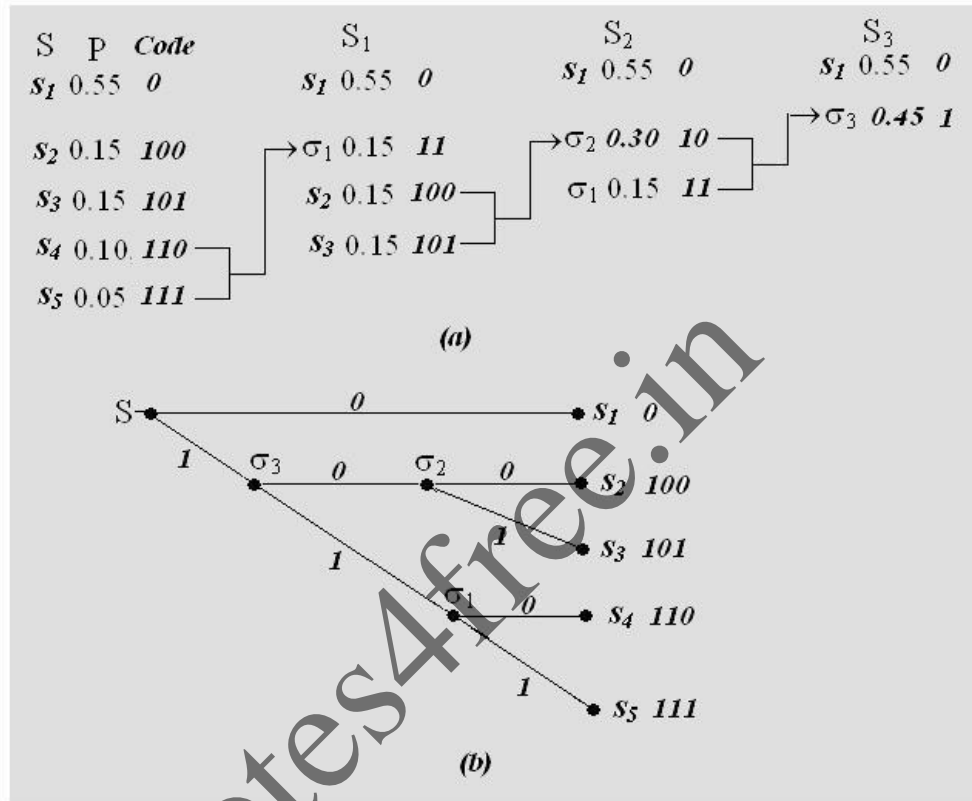 S P Code S₁ S₂ S₃
s₁ 0.55 0 s₁ 0.55 0 s₁ 0.55 0 s₁ 0.55 0
s₂ 0.15 100 →σ₁ 0.15 11 →σ₂ 0.30 10 →σ₃ 0.45 1
s₃ 0.15 101 s₂ 0.15 100 σ₁ 0.15 11
s₄ 0.10. 110 s₃ 0.15 101
s₅ 0.05 111
(a)
S 0 s₁ 0
1 σ₃ 0 σ₂ 0 s₂ 100
1 s₃ 101
1 σ₁ 0 s₄ 110
1 s₅ 111
(b)
otes4free.in